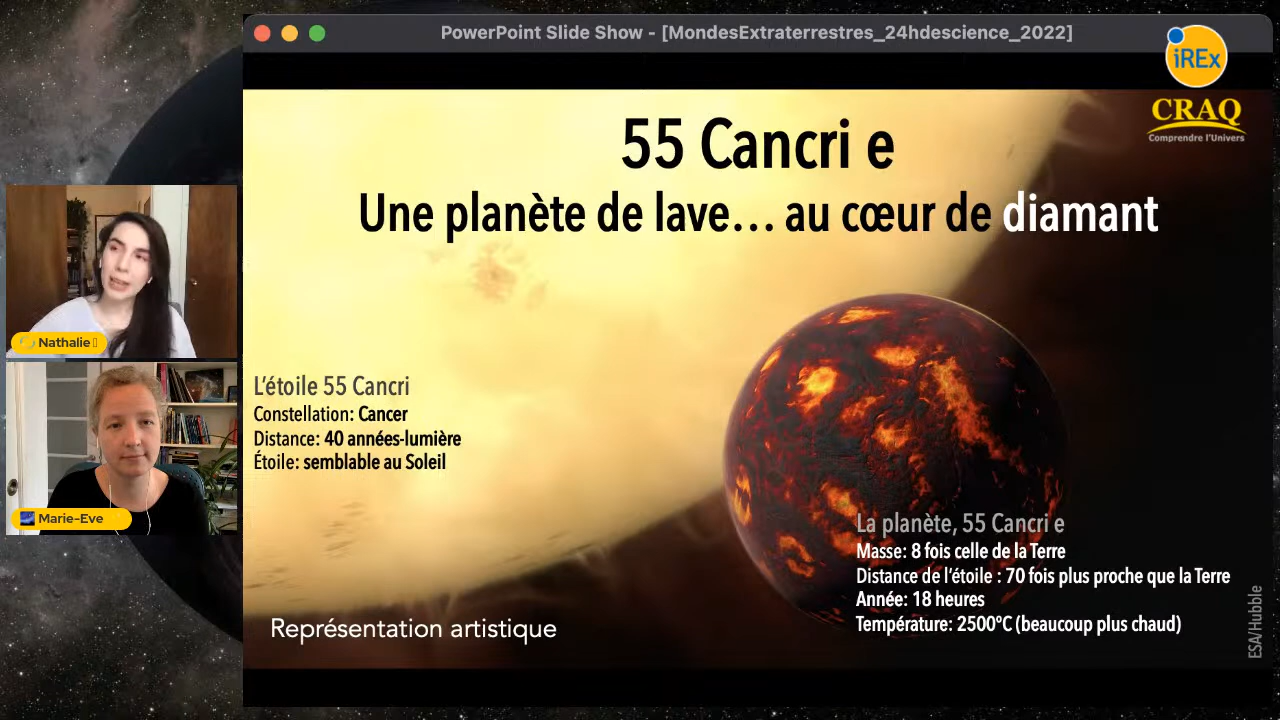 PowerPoint Slide Show - [MondesExtraterrestres_24hdescience_2022]
iREx
CRAQ
Comprendre l'Univers
55 Cancri e
Une planète de lave... au cœur de diamant
Nathalie
Marie-Eve
L'étoile 55 Cancri
Constellation: Cancer
Distance: 40 années-lumière
Étoile: semblable au Soleil
La planète, 55 Cancri e
Masse: 8 fois celle de la Terre
Distance de l'étoile : 70 fois plus proche que la Terre
Année: 18 heures
Température: 2500°C (beaucoup plus chaud)
Représentation artistique
ESA/Hubble